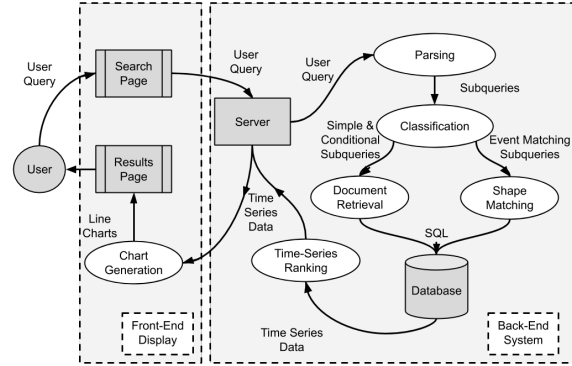 User
Query
Search
Page
User
Query
Server
User
Query
Parsing
Subqueries
Classification
Simple &
Conditional
Subqueries
Event Matching
Subqueries
Document
Retrieval
Shape
Matching
SQL
Database
User
Results
Page
Line
Charts
Chart
Generation
Time
Series
Data
Time-Series
Ranking
Time Series
Data
Front-End
Display
Back-End
System